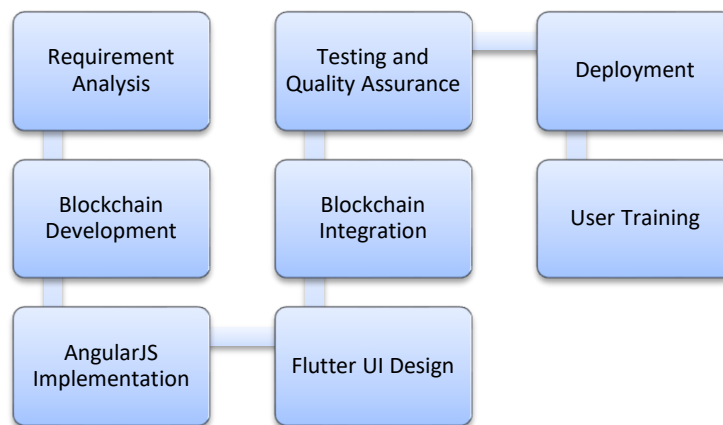 Requirement
Analysis
Blockchain
Development
AngularJS
Implementation
Flutter UI Design
Blockchain
Integration
Testing and
Quality Assurance
Deployment
User Training